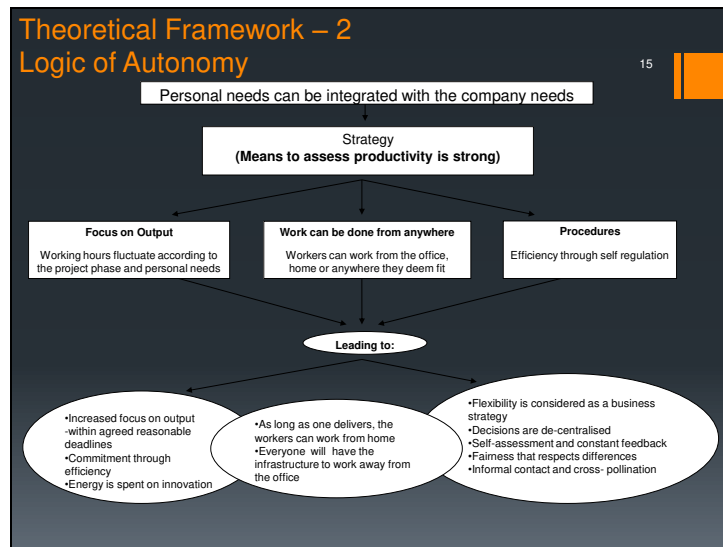 Theoretical Framework – 2
Logic of Autonomy
15
Personal needs can be integrated with the company needs
Strategy
(Means to assess productivity is strong)
Focus on Output
Working hours fluctuate according to
the project phase and personal needs
Work can be done from anywhere
Workers can work from the office,
home or anywhere they deem fit
Procedures
Efficiency through self regulation
Leading to:
•Increased focus on output
-within agreed reasonable
deadlines
•Commitment through
efficiency
•Energy is spent on innovation
•As long as one delivers, the
workers can work from home
•Everyone will have the
infrastructure to work away from
the office
•Flexibility is considered as a business
strategy
•Decisions are de-centralised
•Self-assessment and constant feedback
•Fairness that respects differences
•Informal contact and cross- pollination